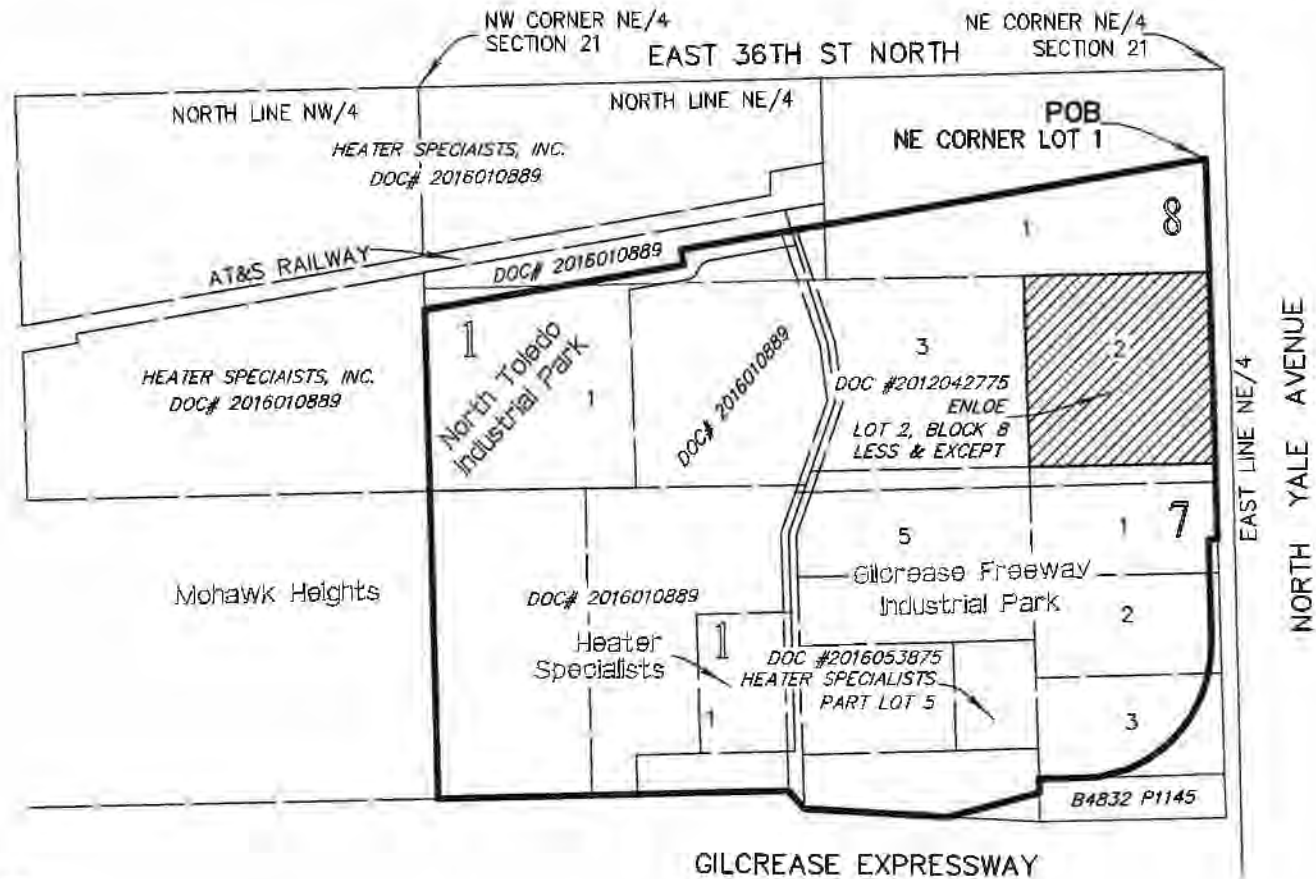 NW CORNER NE/4
SECTION 21
NE CORNER NE/4
SECTION 21
EAST 36TH ST NORTH
NORTH LINE NW/4
NORTH LINE NE/4
POB
NE CORNER LOT 1
HEATER SPECIAISTS, INC.
DOC# 2016010889
1
8
AT&S RAILWAY
DOC# 2016010889
1
North Toledo
Industrial Park
1
HEATER SPECIAISTS, INC.
DOC# 2016010889
DOC# 2016010889
3
2
DOC #2012042775
ENLOE
LOT 2, BLOCK 8
LESS & EXCEPT
EAST LINE NE/4
NORTH YALE AVENUE
5
1
7
Mohawk Heights
Gilcrease Freeway
Industrial Park
DOC# 2016010889
2
Heater
Specialists
1
1
DOC #2016053875
HEATER SPECIALISTS
PART LOT 5
3
B4832 P1145
GILCREASE EXPRESSWAY